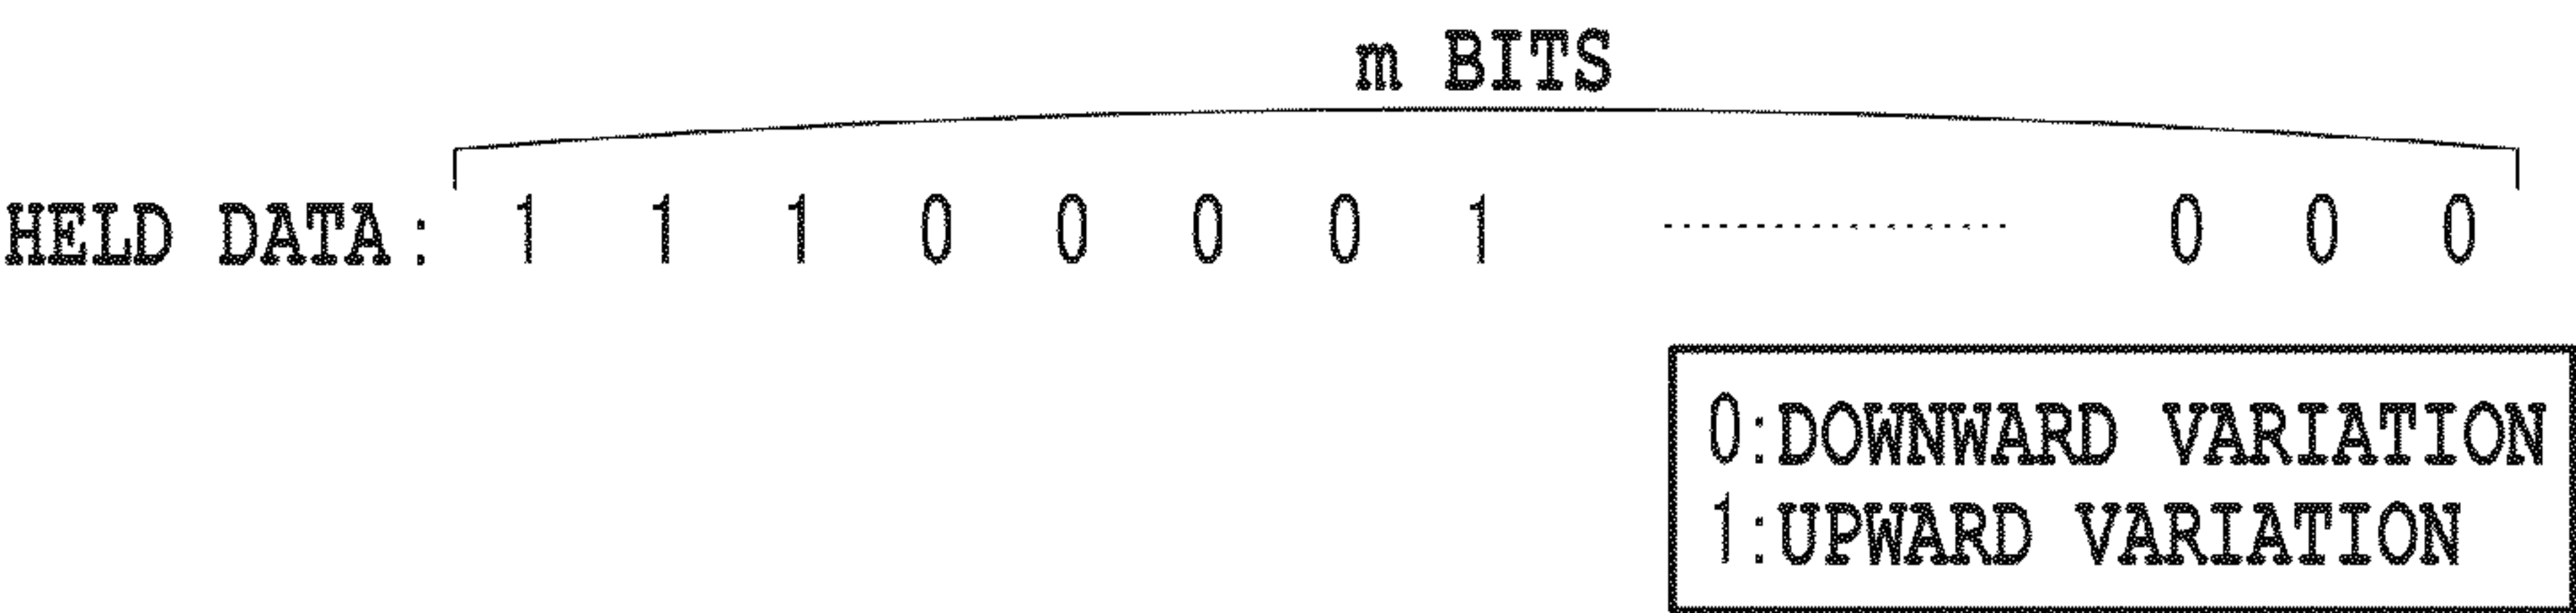 m BITS
HELD DATA: 1 1 1 0 0 0 0 1 ··············· 0 0 0
0:DOWNWARD VARIATION
1:UPWARD VARIATION